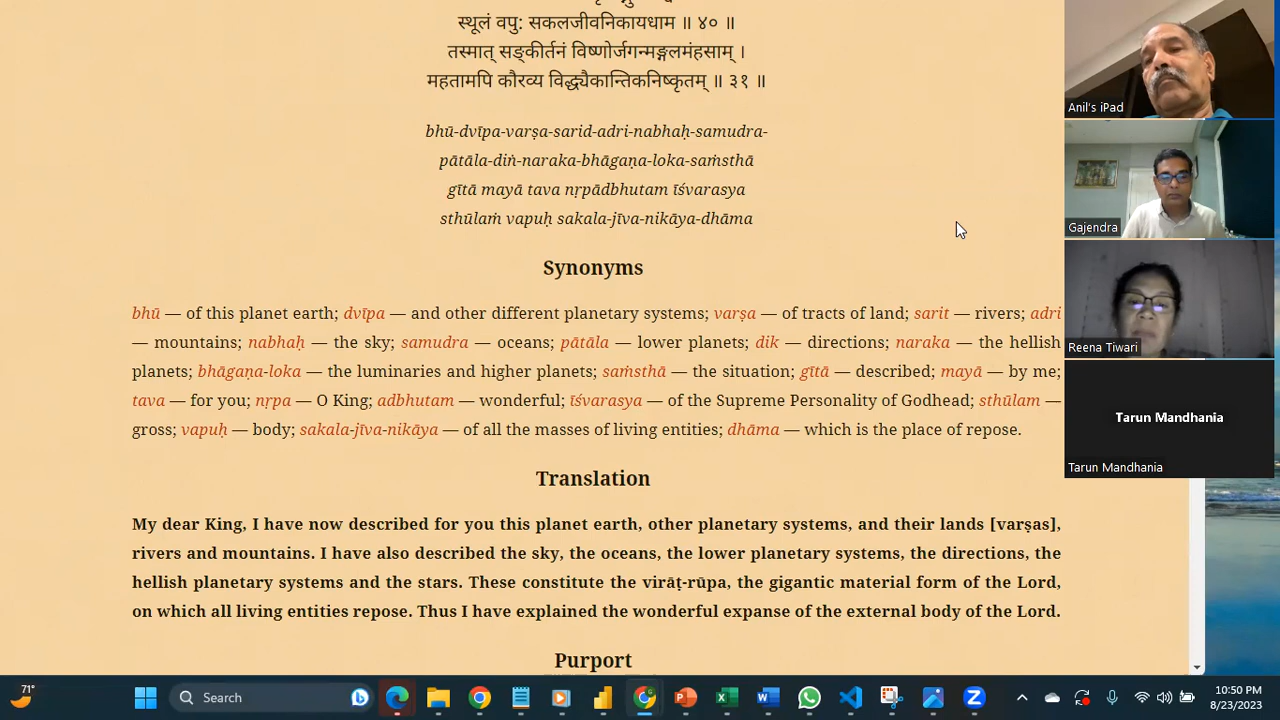 स्थूलं वपु: सकलजीवनिकायधाम ॥ ४० ॥
तस्मात् सङ्कीर्तनं विष्णोर्जगन्मङ्गलमंहसाम् ।
महतामपि कौरव्य विद्ध्यैकान्तिकनिष्कृतम् ॥ ३१ ॥
bhū-dvīpa-varṣa-sarid-adri-nabhaḥ-samudra-
pātāla-diṅ-naraka-bhāgaṇa-loka-saṁsthā
gītā mayā tava nṛpādbhutam īśvarasya
sthūlaṁ vapuḥ sakala-jīva-nikāya-dhāma
Synonyms
bhū — of this planet earth; dvīpa — and other different planetary systems; varṣa — of tracts of land; sarit — rivers; adri
— mountains; nabhaḥ — the sky; samudra — oceans; pātāla — lower planets; dik — directions; naraka — the hellish
planets; bhāgaṇa-loka — the luminaries and higher planets; saṁsthā — the situation; gītā — described; mayā — by me;
tava — for you; nṛpa — O King; adbhutam — wonderful; īśvarasya — of the Supreme Personality of Godhead; sthūlam —
gross; vapuḥ — body; sakala-jīva-nikāya — of all the masses of living entities; dhāma — which is the place of repose.
Translation
My dear King, I have now described for you this planet earth, other planetary systems, and their lands [varṣas],
rivers and mountains. I have also described the sky, the oceans, the lower planetary systems, the directions, the
hellish planetary systems and the stars. These constitute the virāṭ-rūpa, the gigantic material form of the Lord,
on which all living entities repose. Thus I have explained the wonderful expanse of the external body of the Lord.
Purport
Anil's iPad
Gajendra
Reena Tiwari
Tarun Mandhania
Tarun Mandhania
71°
Search
10:50 PM
8/23/2023